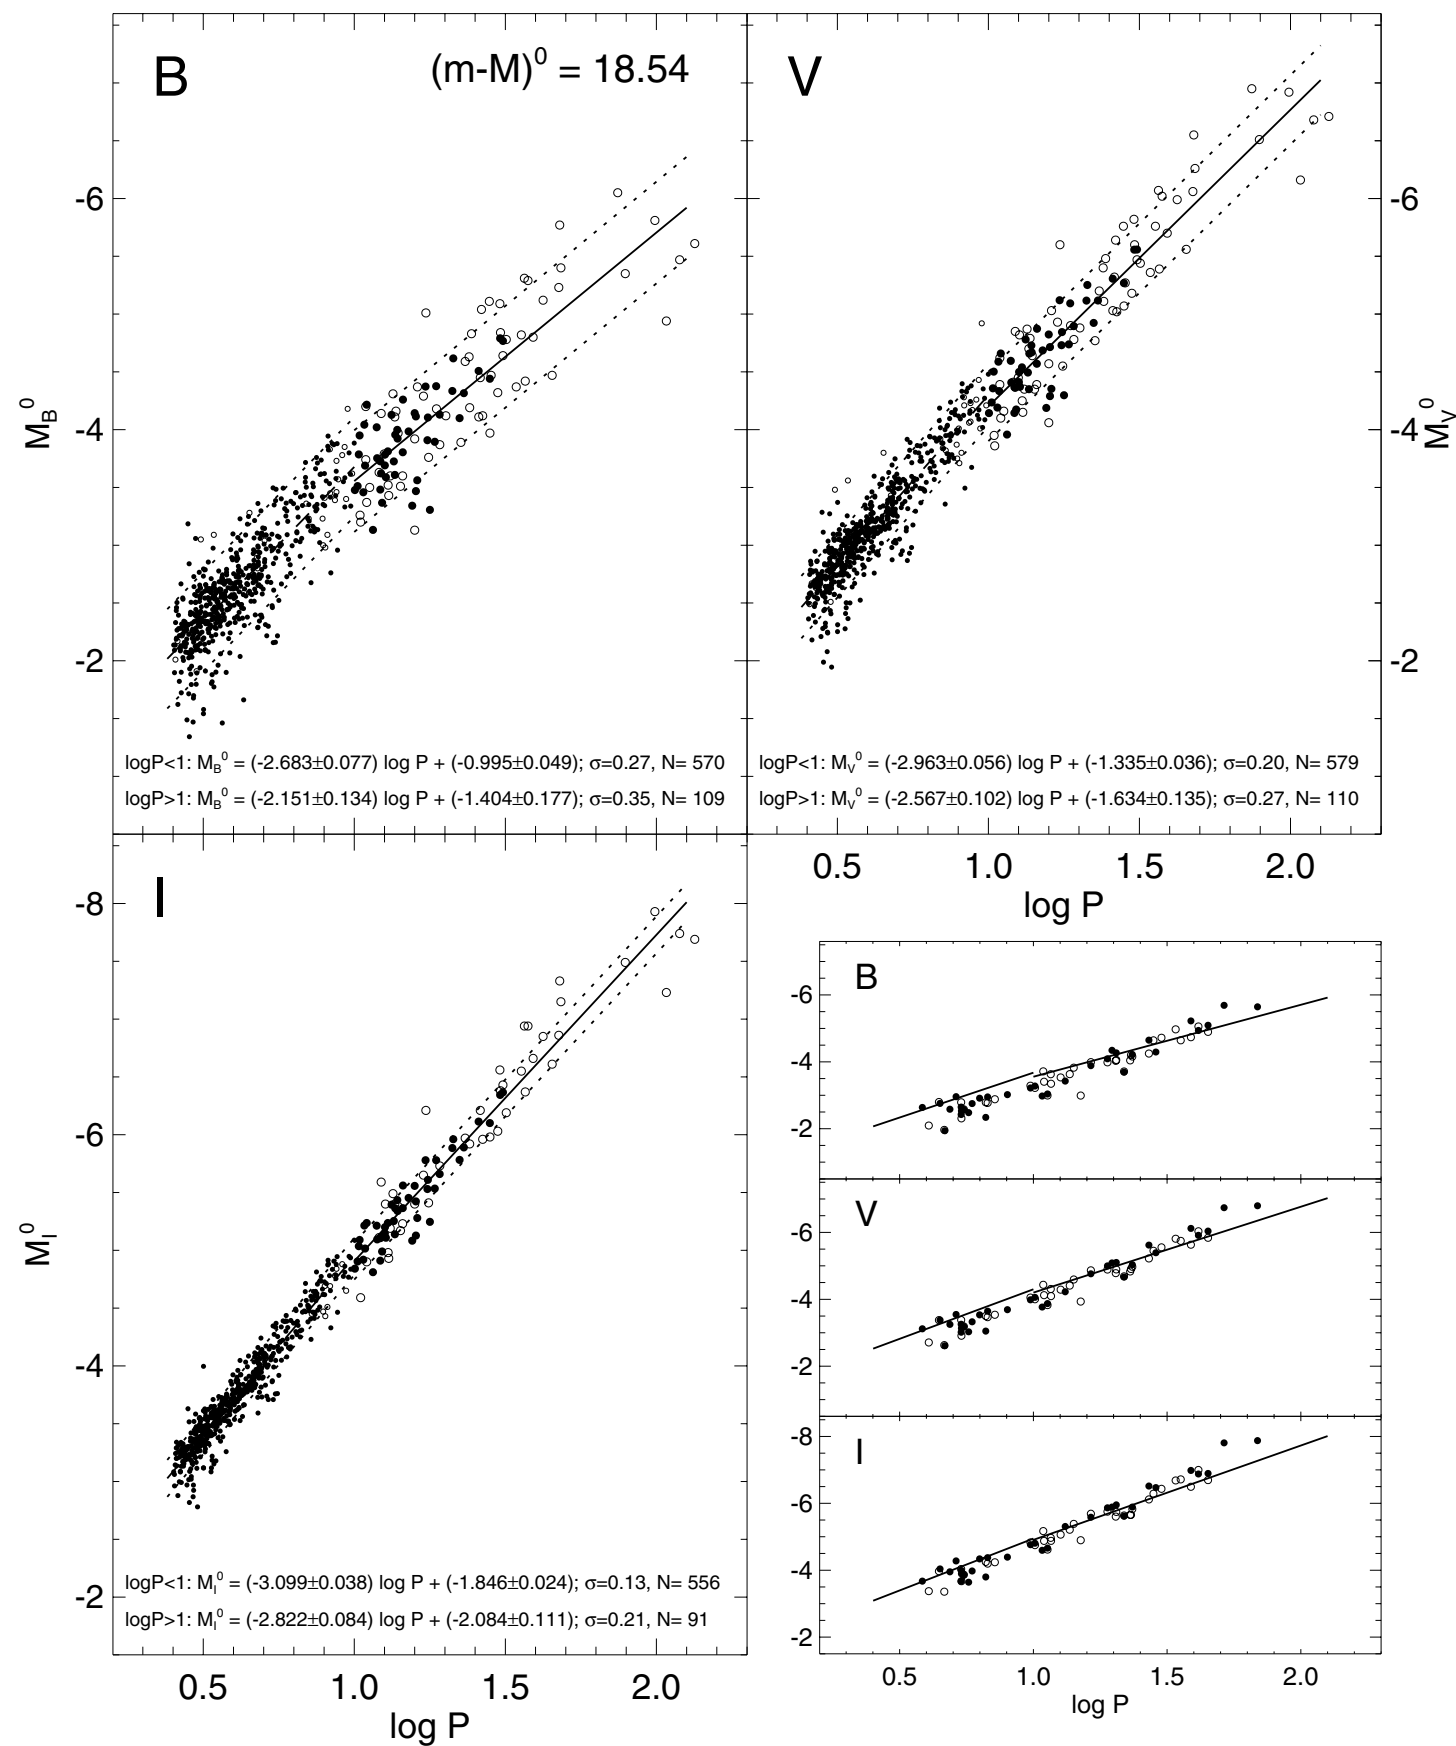 B
(m-M)⁰ = 18.54
V
-6
-4
-2
M_B⁰
-6
-4
-2
M_V⁰
logP<1: M_B⁰ = (-2.683±0.077) log P + (-0.995±0.049); σ=0.27, N= 570
logP>1: M_B⁰ = (-2.151±0.134) log P + (-1.404±0.177); σ=0.35, N= 109
logP<1: M_V⁰ = (-2.963±0.056) log P + (-1.335±0.036); σ=0.20, N= 579
logP>1: M_V⁰ = (-2.567±0.102) log P + (-1.634±0.135); σ=0.27, N= 110
0.5 1.0 1.5 2.0
log P
I
-8
-6
-4
-2
M_I⁰
logP<1: M_I⁰ = (-3.099±0.038) log P + (-1.846±0.024); σ=0.13, N= 556
logP>1: M_I⁰ = (-2.822±0.084) log P + (-2.084±0.111); σ=0.21, N= 91
0.5 1.0 1.5 2.0
log P
B
-6
-4
-2
V
-6
-4
-2
I
-8
-6
-4
-2
0.5 1.0 1.5 2.0
log P